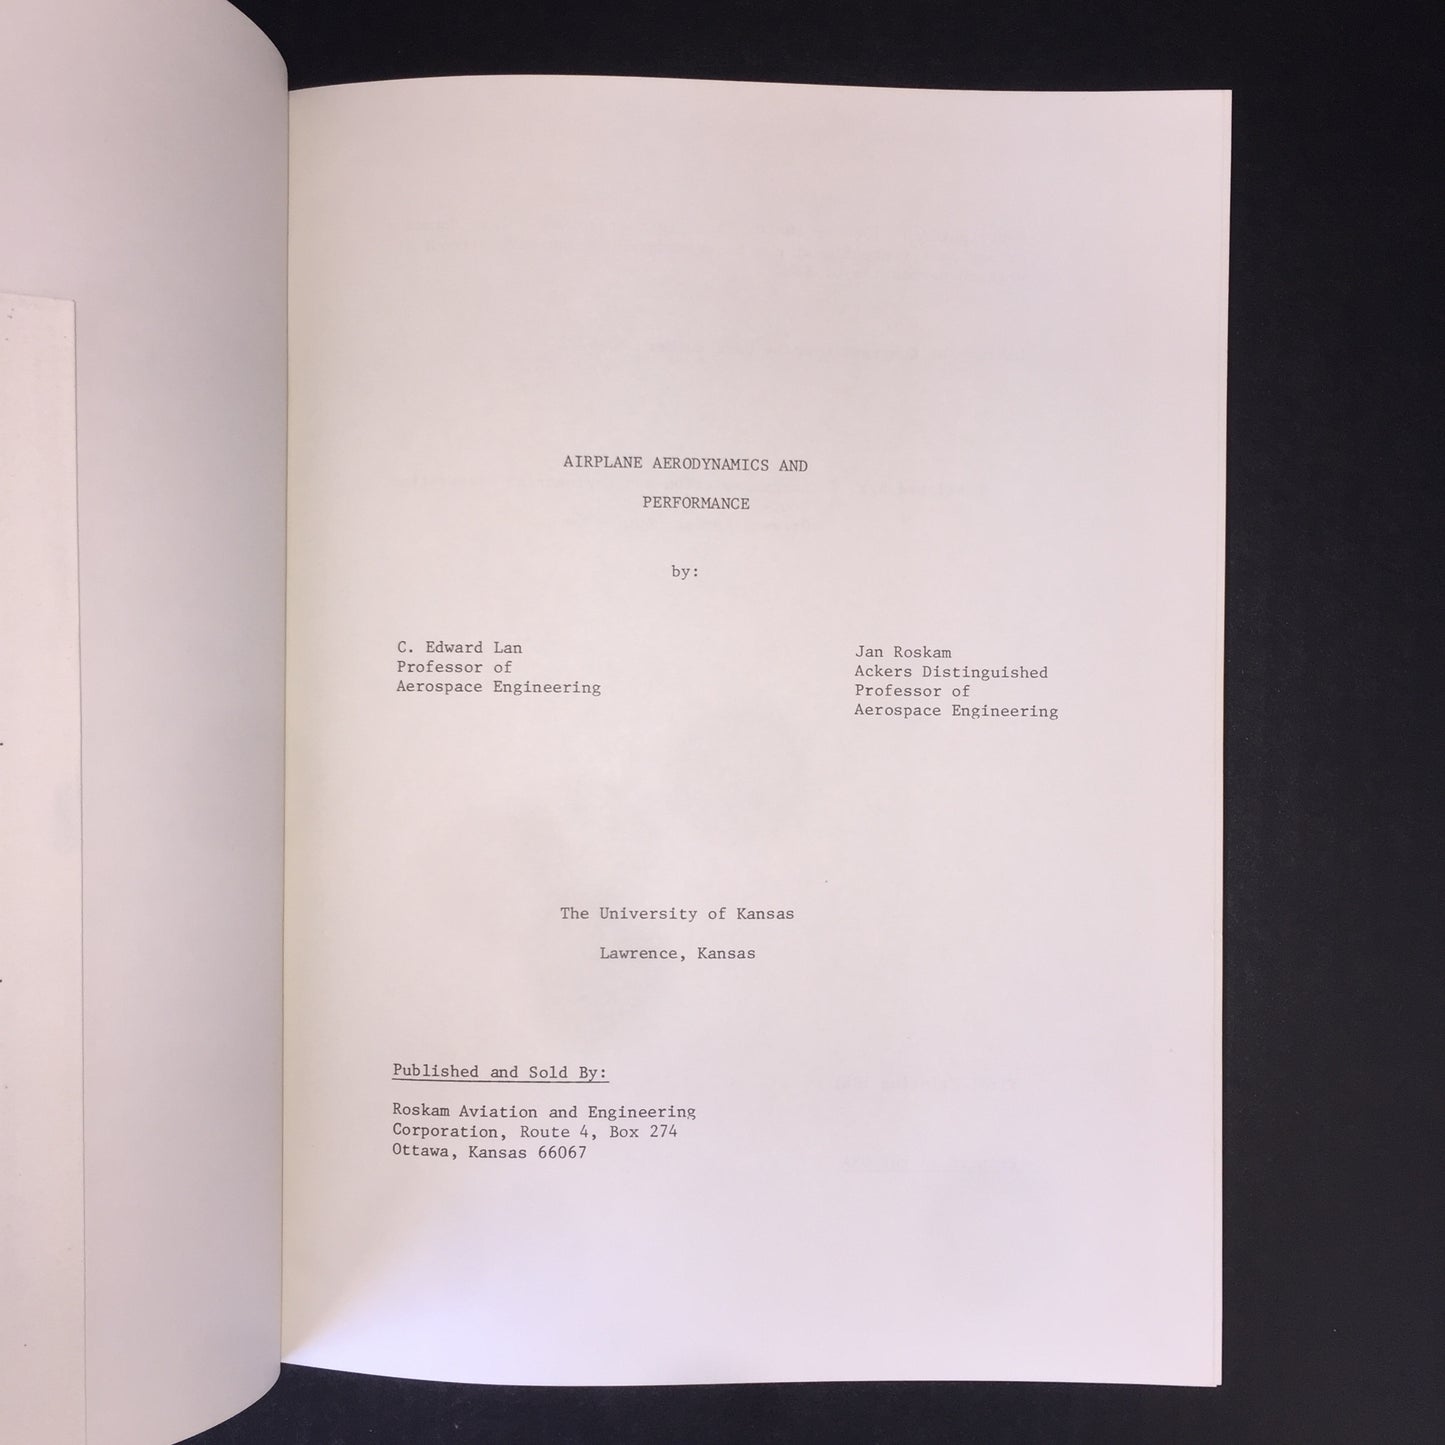 AIRPLANE AERODYNAMICS AND
PERFORMANCE
by:
C. Edward Lan
Professor of
Aerospace Engineering
Jan Roskam
Ackers Distinguished
Professor of
Aerospace Engineering
The University of Kansas
Lawrence, Kansas
Published and Sold By:
Roskam Aviation and Engineering
Corporation, Route 4, Box 274
Ottawa, Kansas 66067